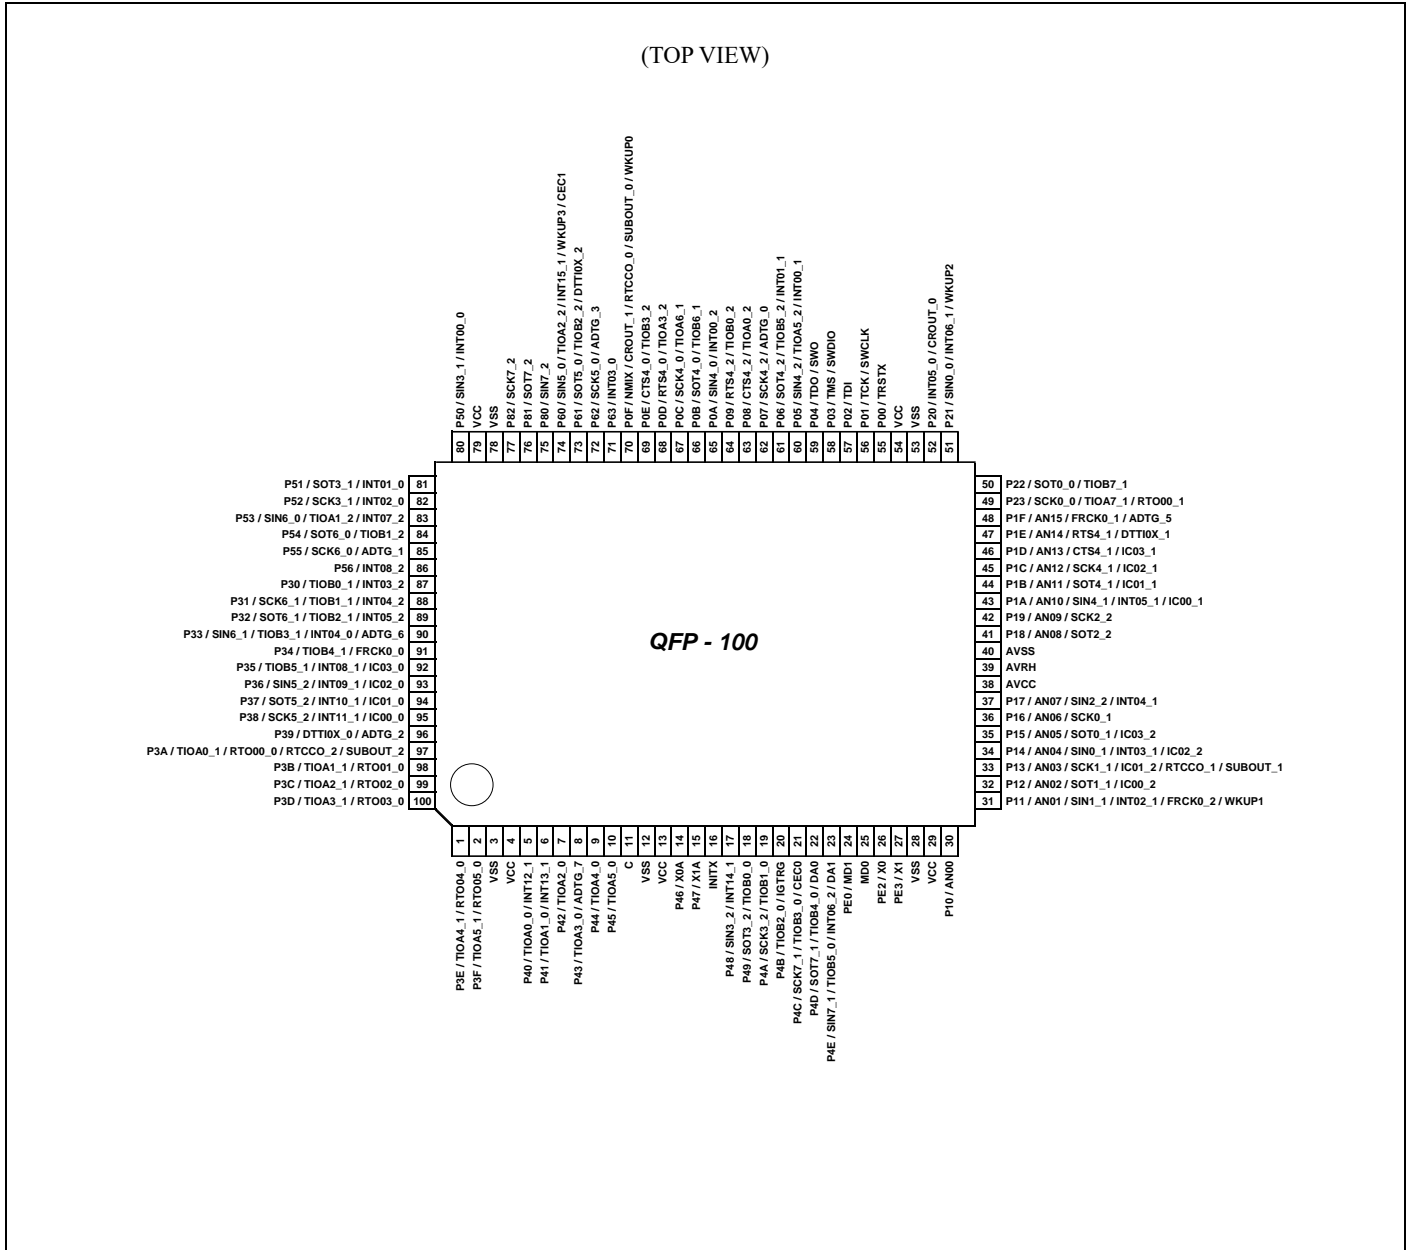 (TOP VIEW)
P50 / SIN3_1 / INT00_0
VCC
VSS
P82 / SCK7_2
P81 / SOT7_2
P80 / SIN7_2
P60 / SIN5_0 / TIOA2_2 / INT15_1 / WKUP3 / CEC1
P61 / SOT5_0 / TIOB2_2 / DTTI0X_2
P62 / SCK5_0 / ADTG_3
P63 / INT03_0
P0F / NMIX / CROUT_1 / RTCCO_0 / SUBOUT_0 / WKUP0
P0E / CTS4_0 / TIOB3_2
P0D / RTS4_0 / TIOA3_2
P0C / SCK4_0 / TIOA6_1
P0B / SOT4_0 / TIOB6_1
P0A / SIN4_0 / INT00_2
P09 / RTS4_2 / TIOB0_2
P08 / CTS4_2 / TIOA0_2
P07 / SCK4_2 / ADTG_0
P06 / SOT4_2 / TIOB5_2 / INT01_1
P05 / SIN4_2 / TIOA5_2 / INT00_1
P04 / TDO / SWO
P03 / TMS / SWDIO
P02 / TDI
P01 / TCK / SWCLK
P00 / TRSTX
VCC
VSS
P20 / INT05_0 / CROUT_0
P21 / SIN0_0 / INT06_1 / WKUP2
80 79 78 77 76 75 74 73 72 71 70 69 68 67 66 65 64 63 62 61 60 59 58 57 56 55 54 53 52 51
P51 / SOT3_1 / INT01_0 81
P52 / SCK3_1 / INT02_0 82
P53 / SIN6_0 / TIOA1_2 / INT07_2 83
P54 / SOT6_0 / TIOB1_2 84
P55 / SCK6_0 / ADTG_1 85
P56 / INT08_2 86
P30 / TIOB0_1 / INT03_2 87
P31 / SCK6_1 / TIOB1_1 / INT04_2 88
P32 / SOT6_1 / TIOB2_1 / INT05_2 89
P33 / SIN6_1 / TIOB3_1 / INT04_0 / ADTG_6 90
P34 / TIOB4_1 / FRCK0_0 91
P35 / TIOB5_1 / INT08_1 / IC03_0 92
P36 / SIN5_2 / INT09_1 / IC02_0 93
P37 / SOT5_2 / INT10_1 / IC01_0 94
P38 / SCK5_2 / INT11_1 / IC00_0 95
P39 / DTTI0X_0 / ADTG_2 96
P3A / TIOA0_1 / RTO00_0 / RTCCO_2 / SUBOUT_2 97
P3B / TIOA1_1 / RTO01_0 98
P3C / TIOA2_1 / RTO02_0 99
P3D / TIOA3_1 / RTO03_0 100
QFP - 100
50 P22 / SOT0_0 / TIOB7_1
49 P23 / SCK0_0 / TIOA7_1 / RTO00_1
48 P1F / AN15 / FRCK0_1 / ADTG_5
47 P1E / AN14 / RTS4_1 / DTTI0X_1
46 P1D / AN13 / CTS4_1 / IC03_1
45 P1C / AN12 / SCK4_1 / IC02_1
44 P1B / AN11 / SOT4_1 / IC01_1
43 P1A / AN10 / SIN4_1 / INT05_1 / IC00_1
42 P19 / AN09 / SCK2_2
41 P18 / AN08 / SOT2_2
40 AVSS
39 AVRH
38 AVCC
37 P17 / AN07 / SIN2_2 / INT04_1
36 P16 / AN06 / SCK0_1
35 P15 / AN05 / SOT0_1 / IC03_2
34 P14 / AN04 / SIN0_1 / INT03_1 / IC02_2
33 P13 / AN03 / SCK1_1 / IC01_2 / RTCCO_1 / SUBOUT_1
32 P12 / AN02 / SOT1_1 / IC00_2
31 P11 / AN01 / SIN1_1 / INT02_1 / FRCK0_2 / WKUP1
1 2 3 4 5 6 7 8 9 10 11 12 13 14 15 16 17 18 19 20 21 22 23 24 25 26 27 28 29 30
P3E / TIOA4_1 / RTO04_0
P3F / TIOA5_1 / RTO05_0
VSS
VCC
P40 / TIOA0_0 / INT12_1
P41 / TIOA1_0 / INT13_1
P42 / TIOA2_0
P43 / TIOA3_0 / ADTG_7
P44 / TIOA4_0
P45 / TIOA5_0
C
VSS
VCC
P46 / X0A
P47 / X1A
INITX
P48 / SIN3_2 / INT14_1
P49 / SOT3_2 / TIOB0_0
P4A / SCK3_2 / TIOB1_0
P4B / TIOB2_0 / IGTRG
P4C / SCK7_1 / TIOB3_0 / CEC0
P4D / SOT7_1 / TIOB4_0 / DA0
P4E / SIN7_1 / TIOB5_0 / INT06_2 / DA1
PE0 / MD1
MD0
PE2 / X0
PE3 / X1
VSS
VCC
P10 / AN00